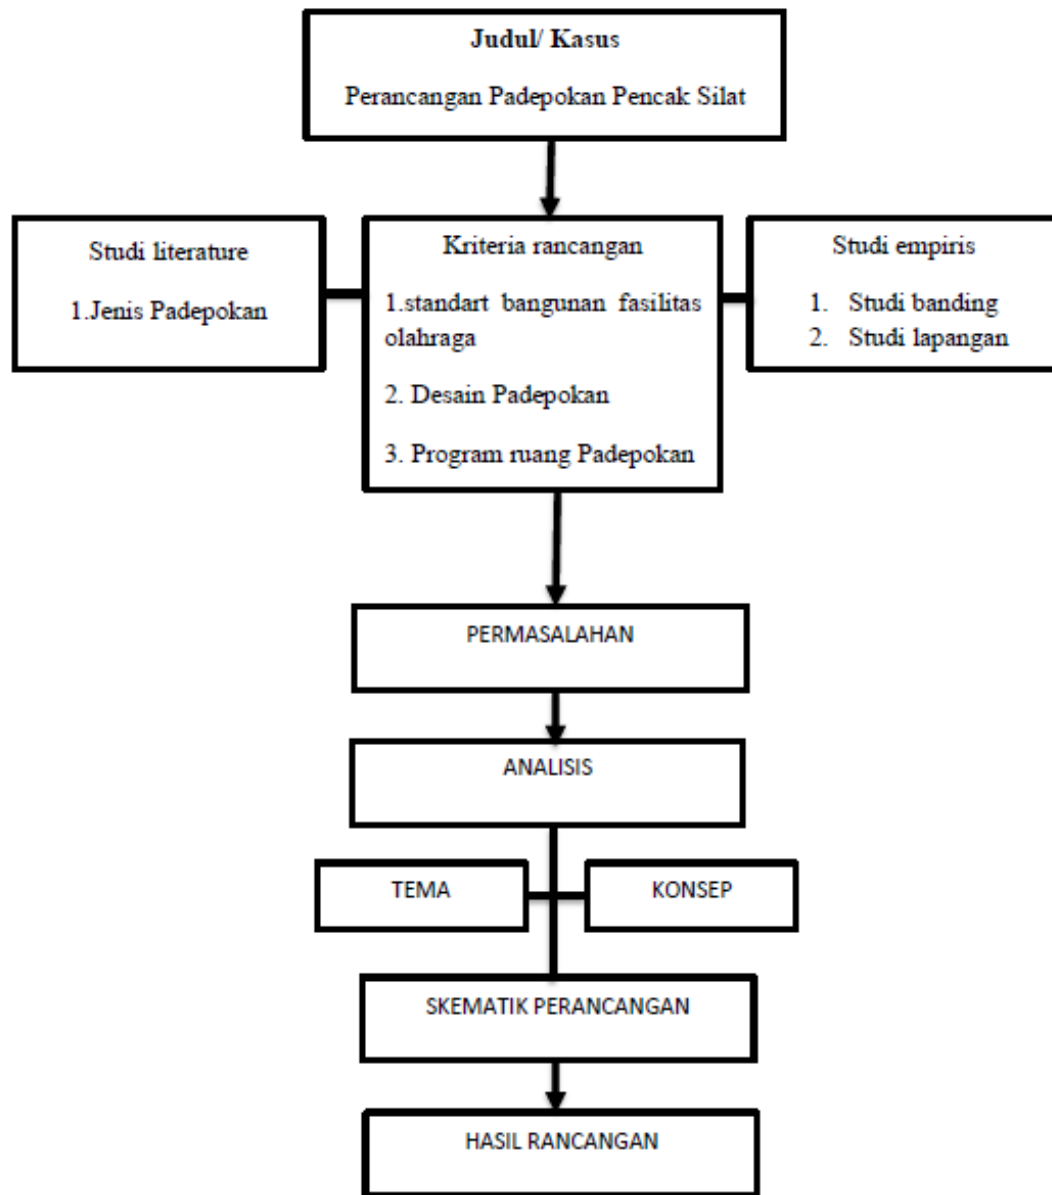 Judul/ Kasus
Perancangan Padepokan Pencak Silat
Studi literature
1.Jenis Padepokan
Kriteria rancangan
1.standart bangunan fasilitas
olahraga
2. Desain Padepokan
3. Program ruang Padepokan
Studi empiris
1. Studi banding
2. Studi lapangan
PERMASALAHAN
ANALISIS
TEMA
KONSEP
SKEMATIK PERANCANGAN
HASIL RANCANGAN